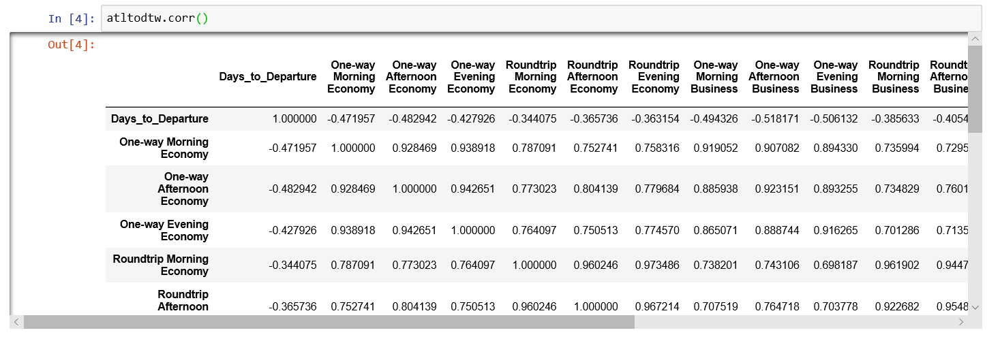 In [4]: atltodtw.corr()
Out[4]:
Days_to_Departure One-way Morning Economy One-way Afternoon Economy One-way Evening Economy Roundtrip Morning Economy Roundtrip Afternoon Economy Roundtrip Evening Economy One-way Morning Business One-way Afternoon Business One-way Evening Business Roundtrip Morning Business Roundt Afterno Busine
Days_to_Departure 1.000000 -0.471957 -0.482942 -0.427926 -0.344075 -0.365736 -0.363154 -0.494326 -0.518171 -0.506132 -0.385633 -0.4054
One-way Morning Economy -0.471957 1.000000 0.928469 0.938918 0.787091 0.752741 0.758316 0.919052 0.907082 0.894330 0.735994 0.7295
One-way Afternoon Economy -0.482942 0.928469 1.000000 0.942651 0.773023 0.804139 0.779684 0.885938 0.923151 0.893255 0.734829 0.7601
One-way Evening Economy -0.427926 0.938918 0.942651 1.000000 0.764097 0.750513 0.774570 0.865071 0.888744 0.916265 0.701286 0.7135
Roundtrip Morning Economy -0.344075 0.787091 0.773023 0.764097 1.000000 0.960246 0.973486 0.738201 0.743106 0.698187 0.961902 0.9447
Roundtrip Afternoon -0.365736 0.752741 0.804139 0.750513 0.960246 1.000000 0.967214 0.707519 0.764718 0.703778 0.922682 0.9548